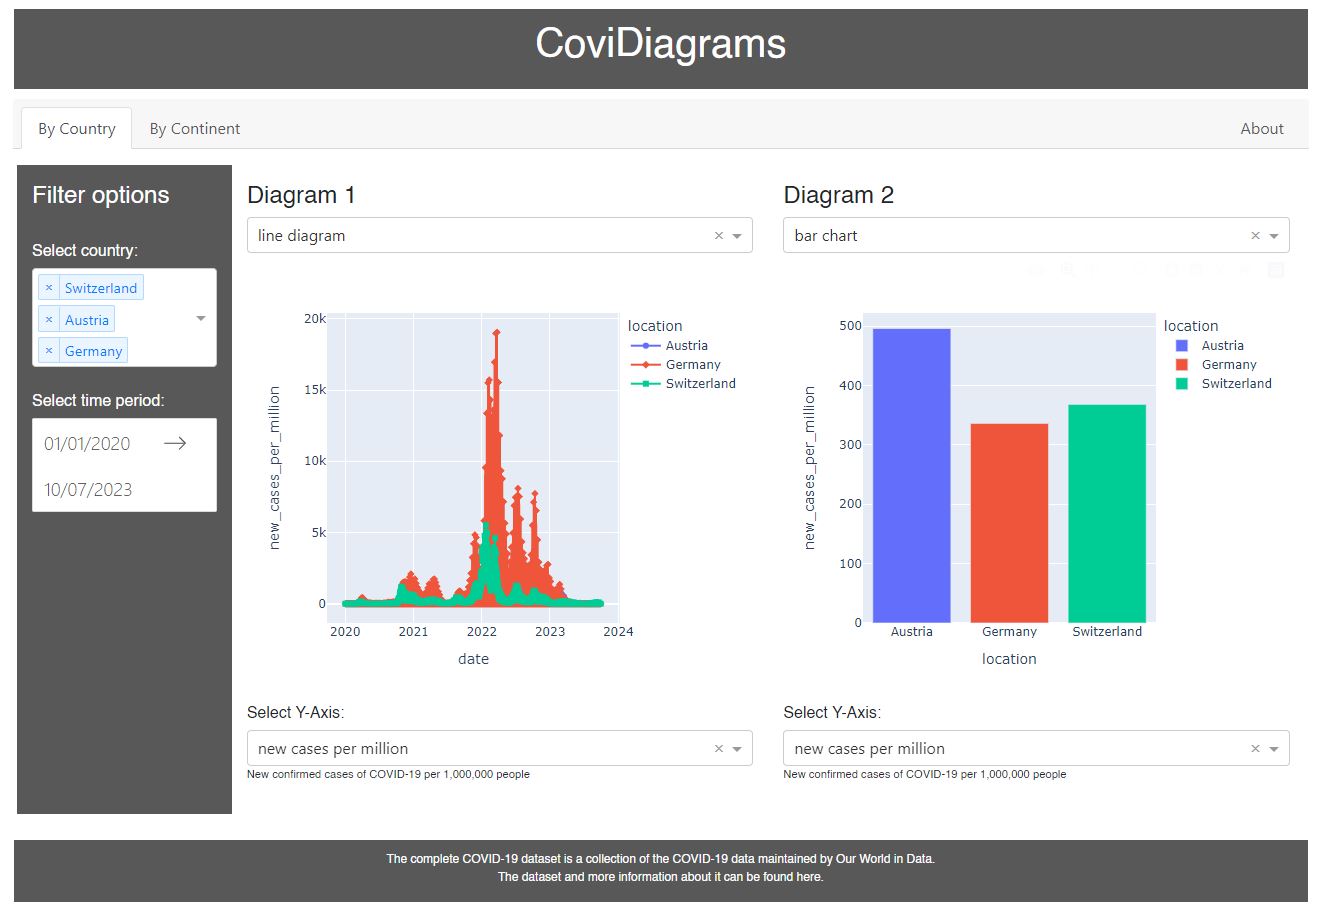 CoviDiagrams
By Country
By Continent
About
Filter options
Select country:
× Switzerland
× Austria
× Germany
Select time period:
01/01/2020 →
10/07/2023
Diagram 1
line diagram ×
20k
15k
10k
5k
0
new_cases_per_million
2020 2021 2022 2023 2024
date
location
Austria
Germany
Switzerland
Select Y-Axis:
new cases per million ×
New confirmed cases of COVID-19 per 1,000,000 people
Diagram 2
bar chart ×
500
400
300
200
100
0
new_cases_per_million
Austria Germany Switzerland
location
location
Austria
Germany
Switzerland
Select Y-Axis:
new cases per million ×
New confirmed cases of COVID-19 per 1,000,000 people
The complete COVID-19 dataset is a collection of the COVID-19 data maintained by Our World in Data.
The dataset and more information about it can be found here.